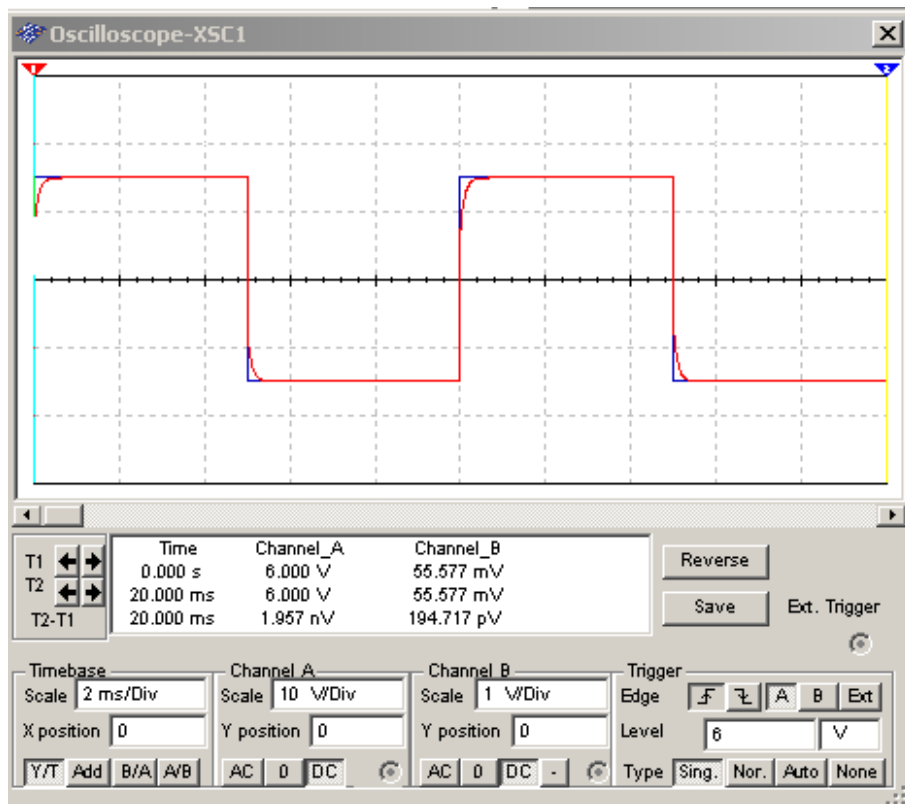 Oscilloscope-XSC1
1
2
T1
T2
T2-T1
Time Channel_A Channel_B
0.000 s 6.000 V 55.577 mV
20.000 ms 6.000 V 55.577 mV
20.000 ms 1.957 nV 194.717 pV
Reverse
Save
Ext. Trigger
Timebase
Scale 2 ms/Div
X position 0
Y/T Add B/A A/B
Channel A
Scale 10 V/Div
Y position 0
AC 0 DC
Channel B
Scale 1 V/Div
Y position 0
AC 0 DC -
Trigger
Edge A B Ext
Level 6 V
Type Sing. Nor. Auto None